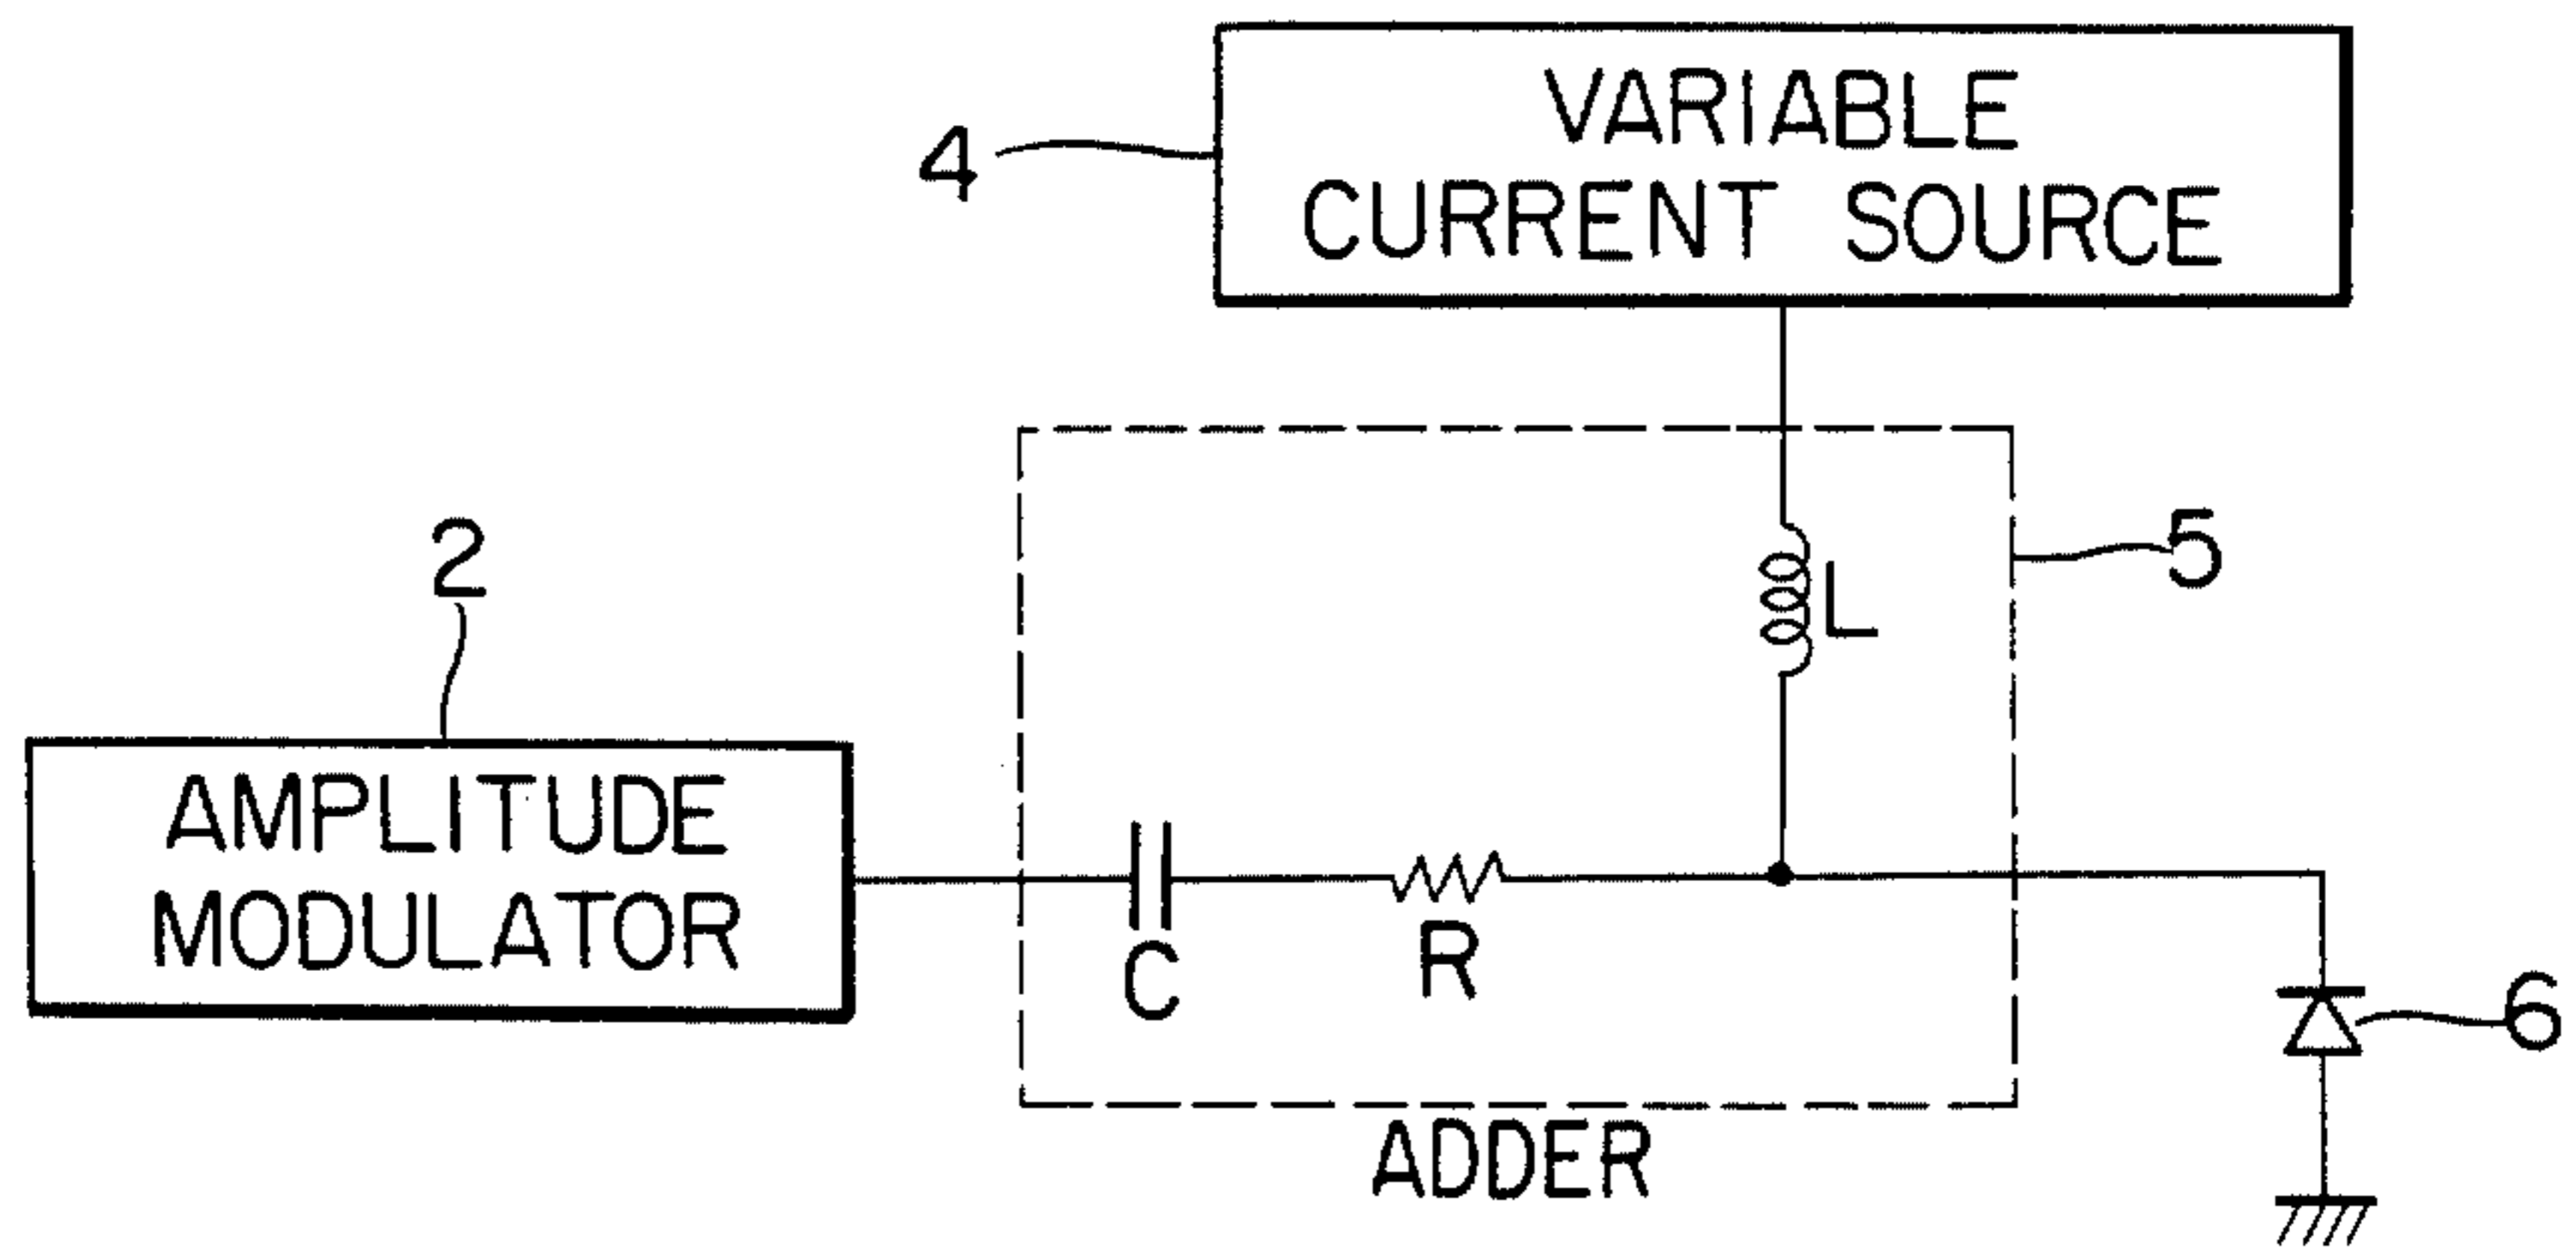 VARIABLE
CURRENT SOURCE
4
5
2
L
AMPLITUDE
MODULATOR
C
R
6
ADDER